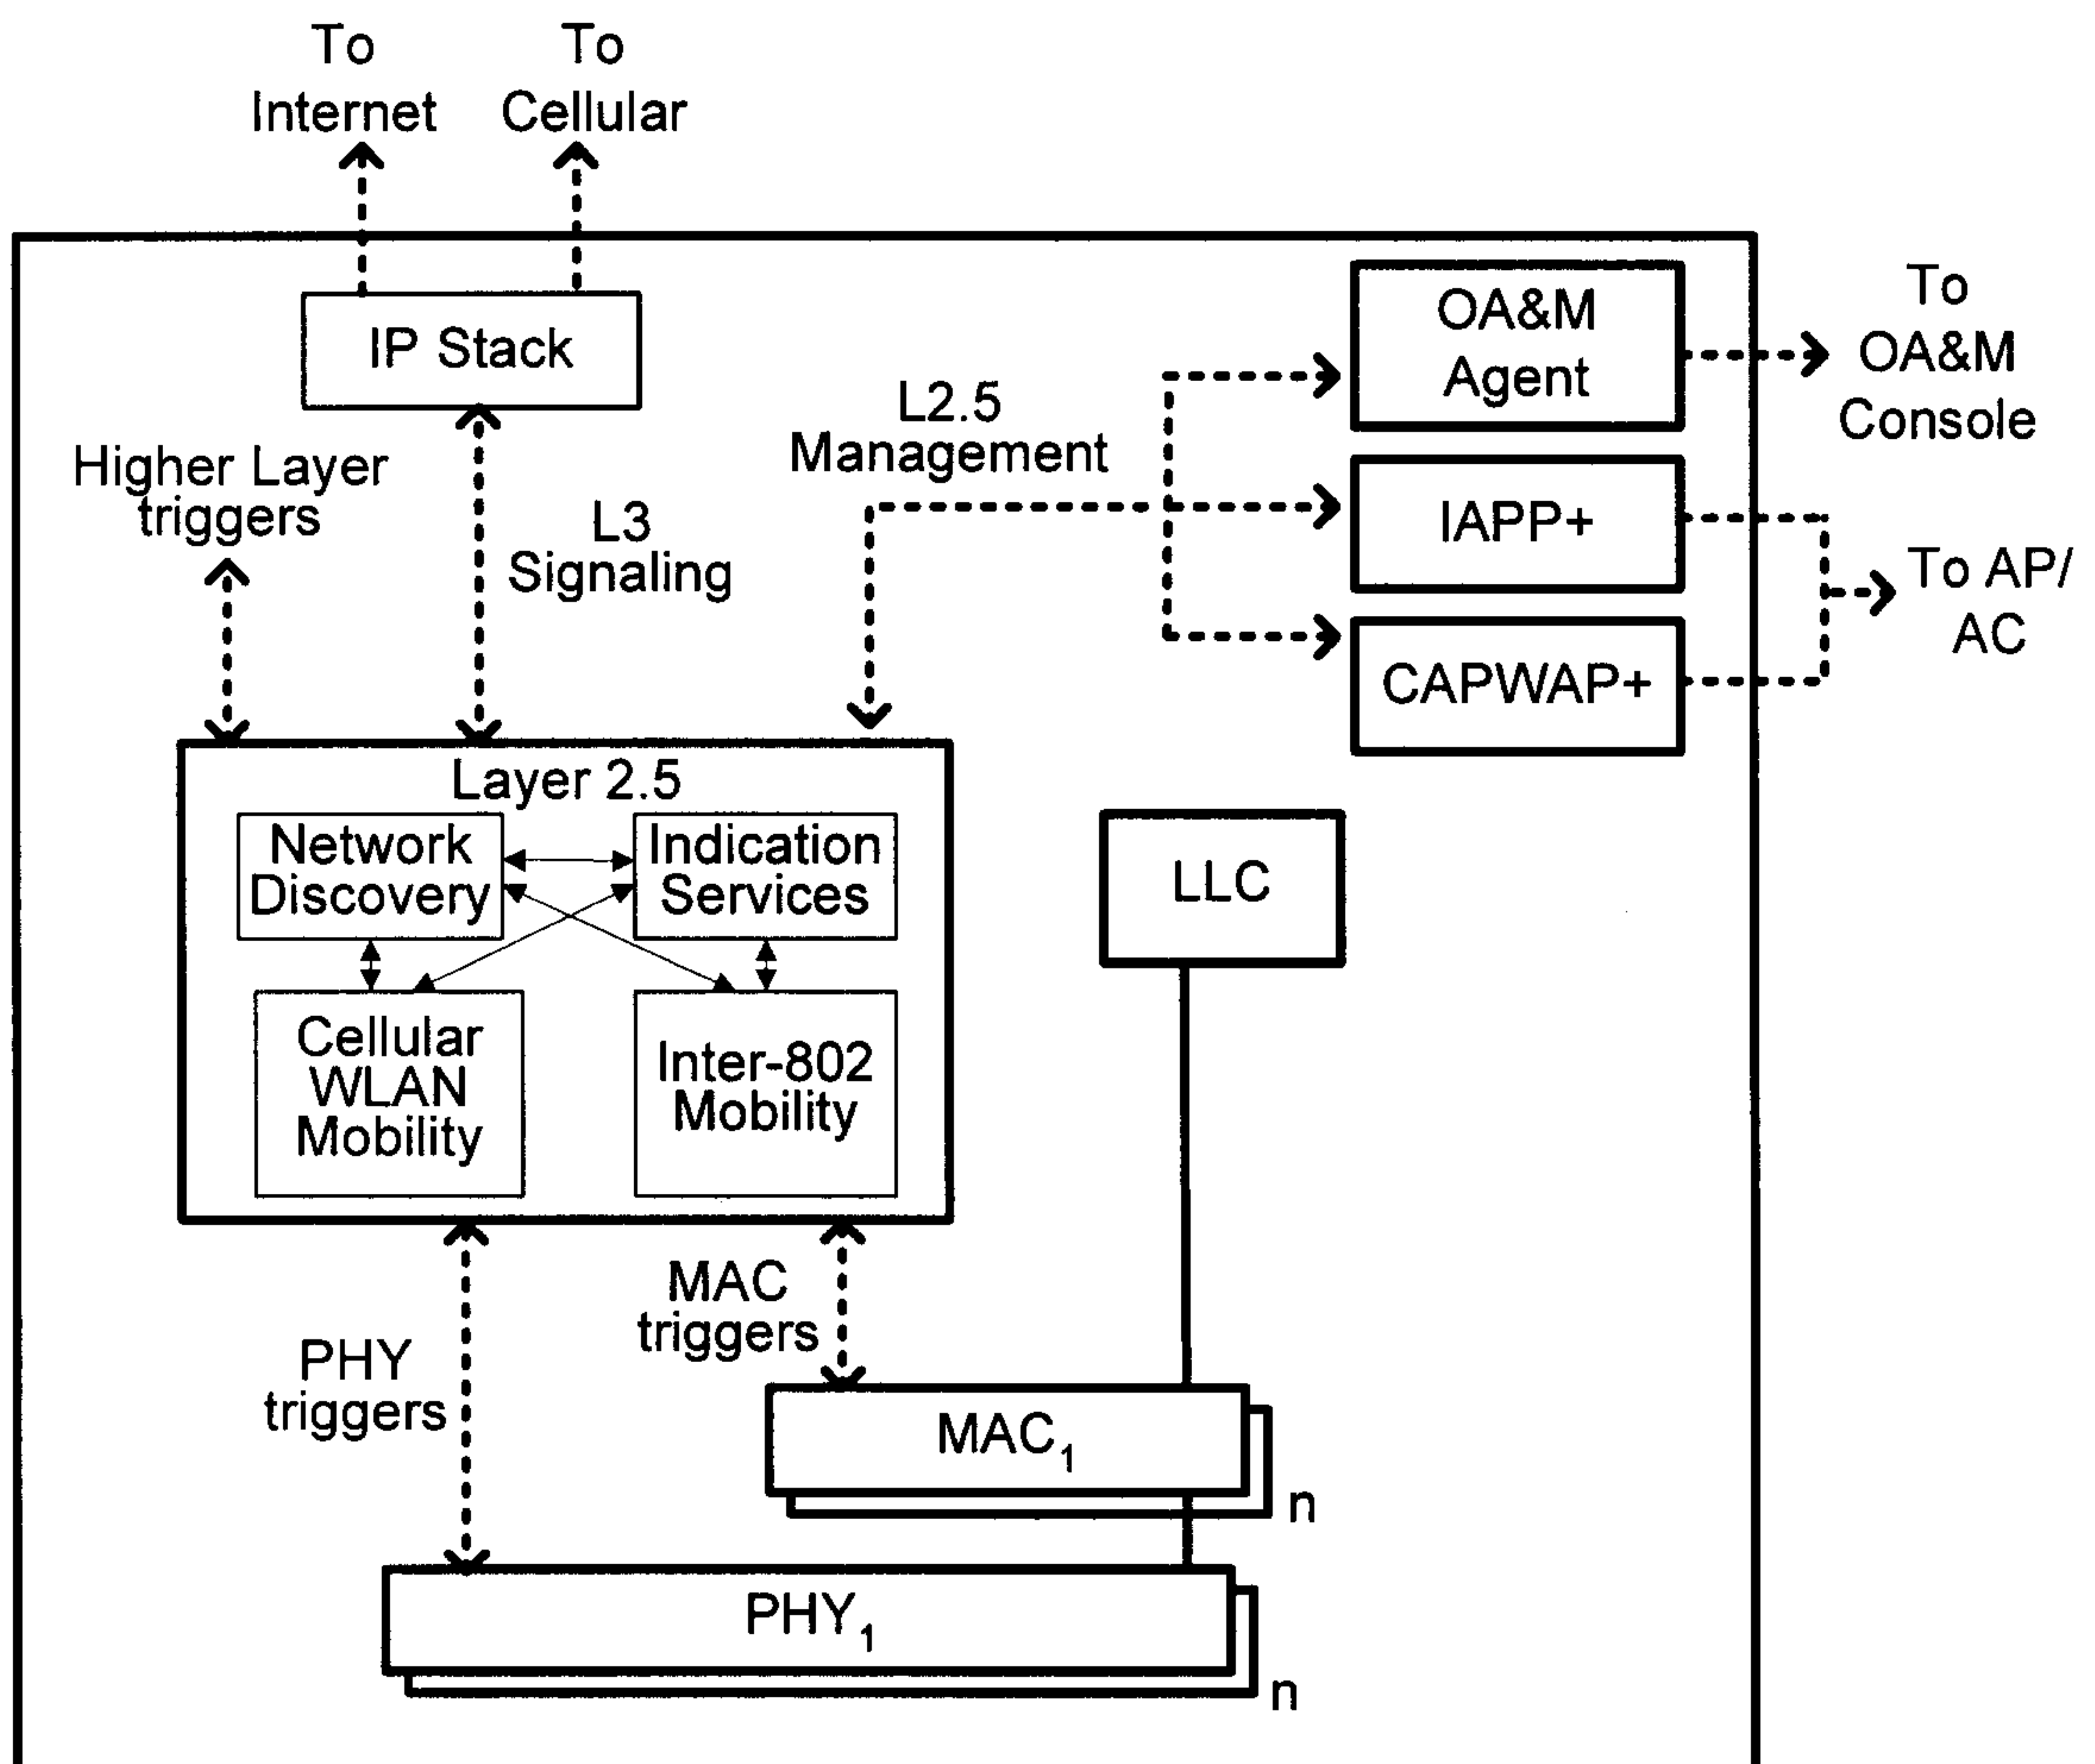 To
Internet
To
Cellular
IP Stack
OA&M
Agent
To
OA&M
Console
L2.5
Management
Higher Layer
triggers
L3
Signaling
IAPP+
To AP/
AC
CAPWAP+
Layer 2.5
Network
Discovery
Indication
Services
Cellular
WLAN
Mobility
Inter-802
Mobility
LLC
MAC
triggers
PHY
triggers
MAC1
n
PHY1
n